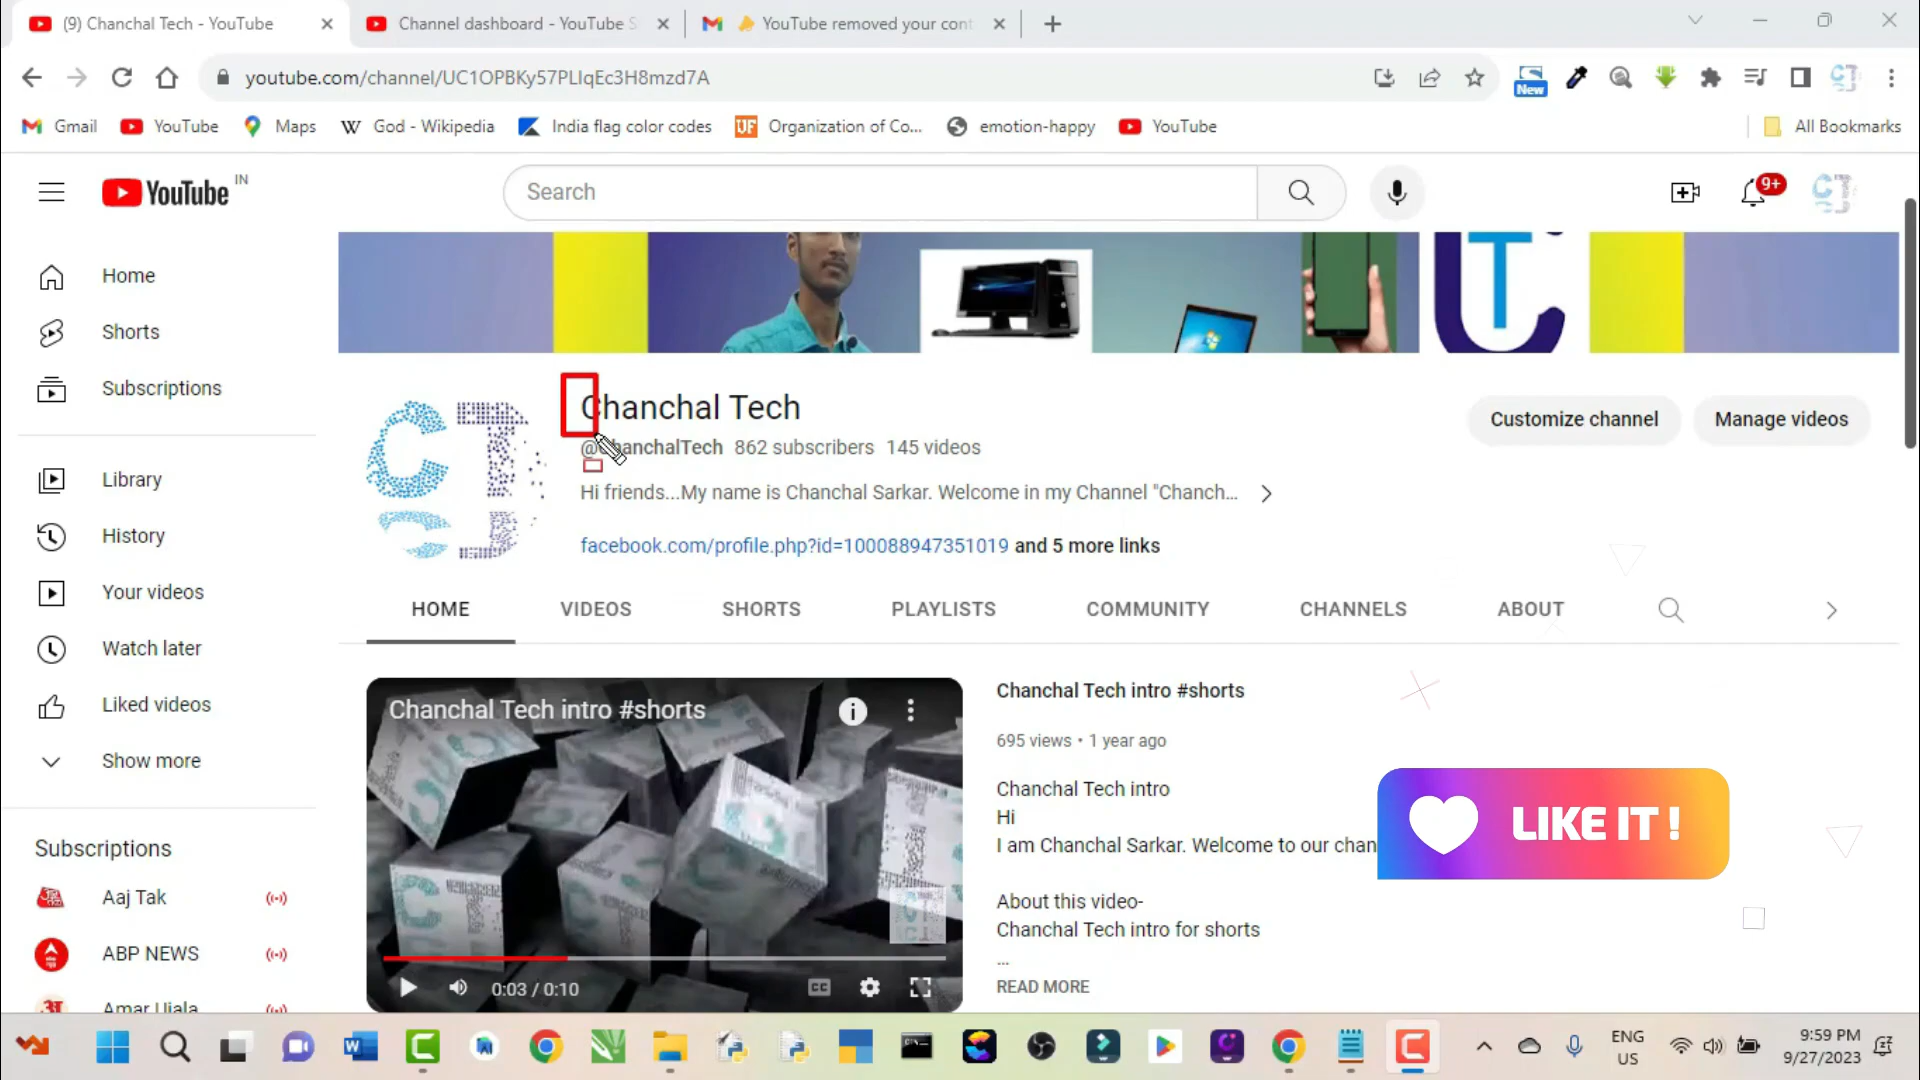 (9) Chanchal Tech - YouTube
Channel dashboard - YouTube S
YouTube removed your cont
youtube.com/channel/UC1OPBKy57PLIqEc3H8mzd7A
New
Gmail
YouTube
Maps
God - Wikipedia
India flag color codes
Organization of Co...
emotion-happy
YouTube
All Bookmarks
YouTube IN
Search
9+
Home
Shorts
Subscriptions
Library
History
Your videos
Watch later
Liked videos
Show more
Subscriptions
Aaj Tak
ABP NEWS
Amar Ujala
Chanchal Tech
@ChanchalTech 862 subscribers 145 videos
Hi friends...My name is Chanchal Sarkar. Welcome in my Channel "Chanch...
facebook.com/profile.php?id=100088947351019 and 5 more links
Customize channel
Manage videos
HOME
VIDEOS
SHORTS
PLAYLISTS
COMMUNITY
CHANNELS
ABOUT
Chanchal Tech intro #shorts
0:03 / 0:10
Chanchal Tech intro #shorts
695 views • 1 year ago
Chanchal Tech intro
Hi
I am Chanchal Sarkar. Welcome to our chan
About this video-
Chanchal Tech intro for shorts
...
READ MORE
LIKE IT !
ENG
US
9:59 PM
9/27/2023